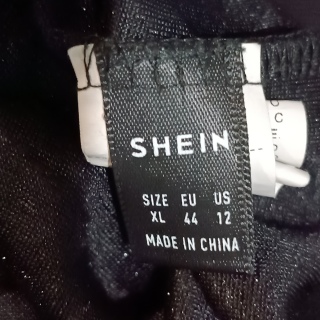 SHEIN
SIZE EU US
XL 44 12
MADE IN CHINA